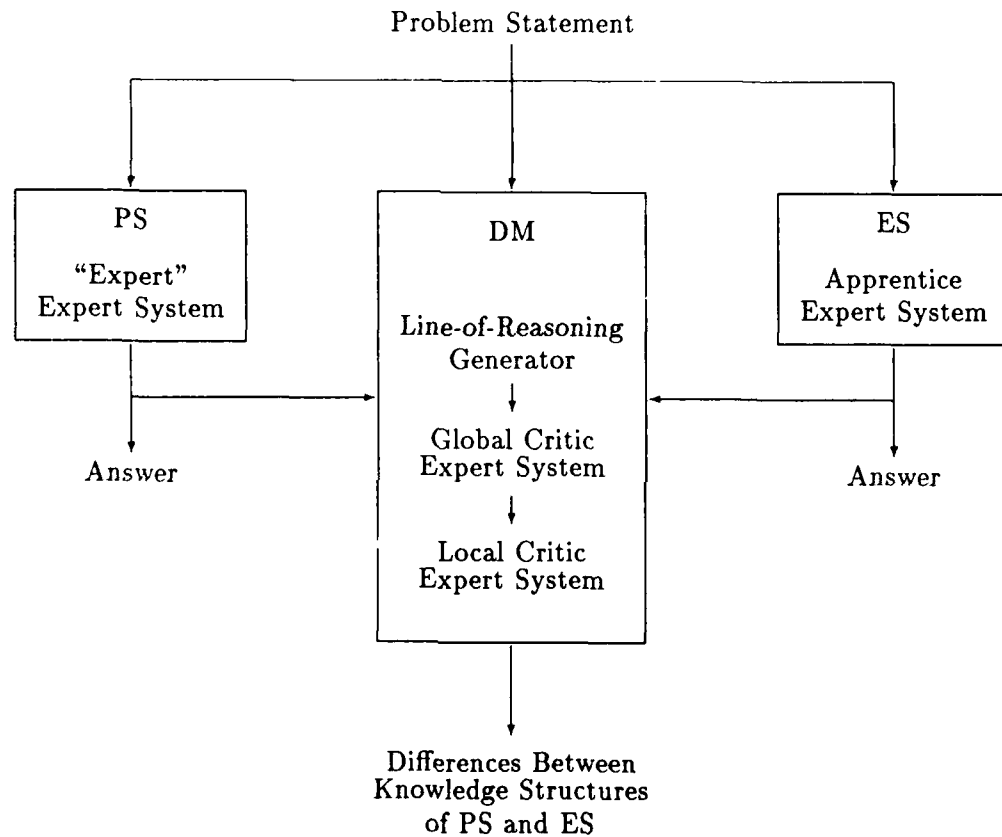 Problem Statement
PS
“Expert”
Expert System
DM
Line-of-Reasoning
Generator
Global Critic
Expert System
Local Critic
Expert System
ES
Apprentice
Expert System
Answer
Answer
Differences Between
Knowledge Structures
of PS and ES